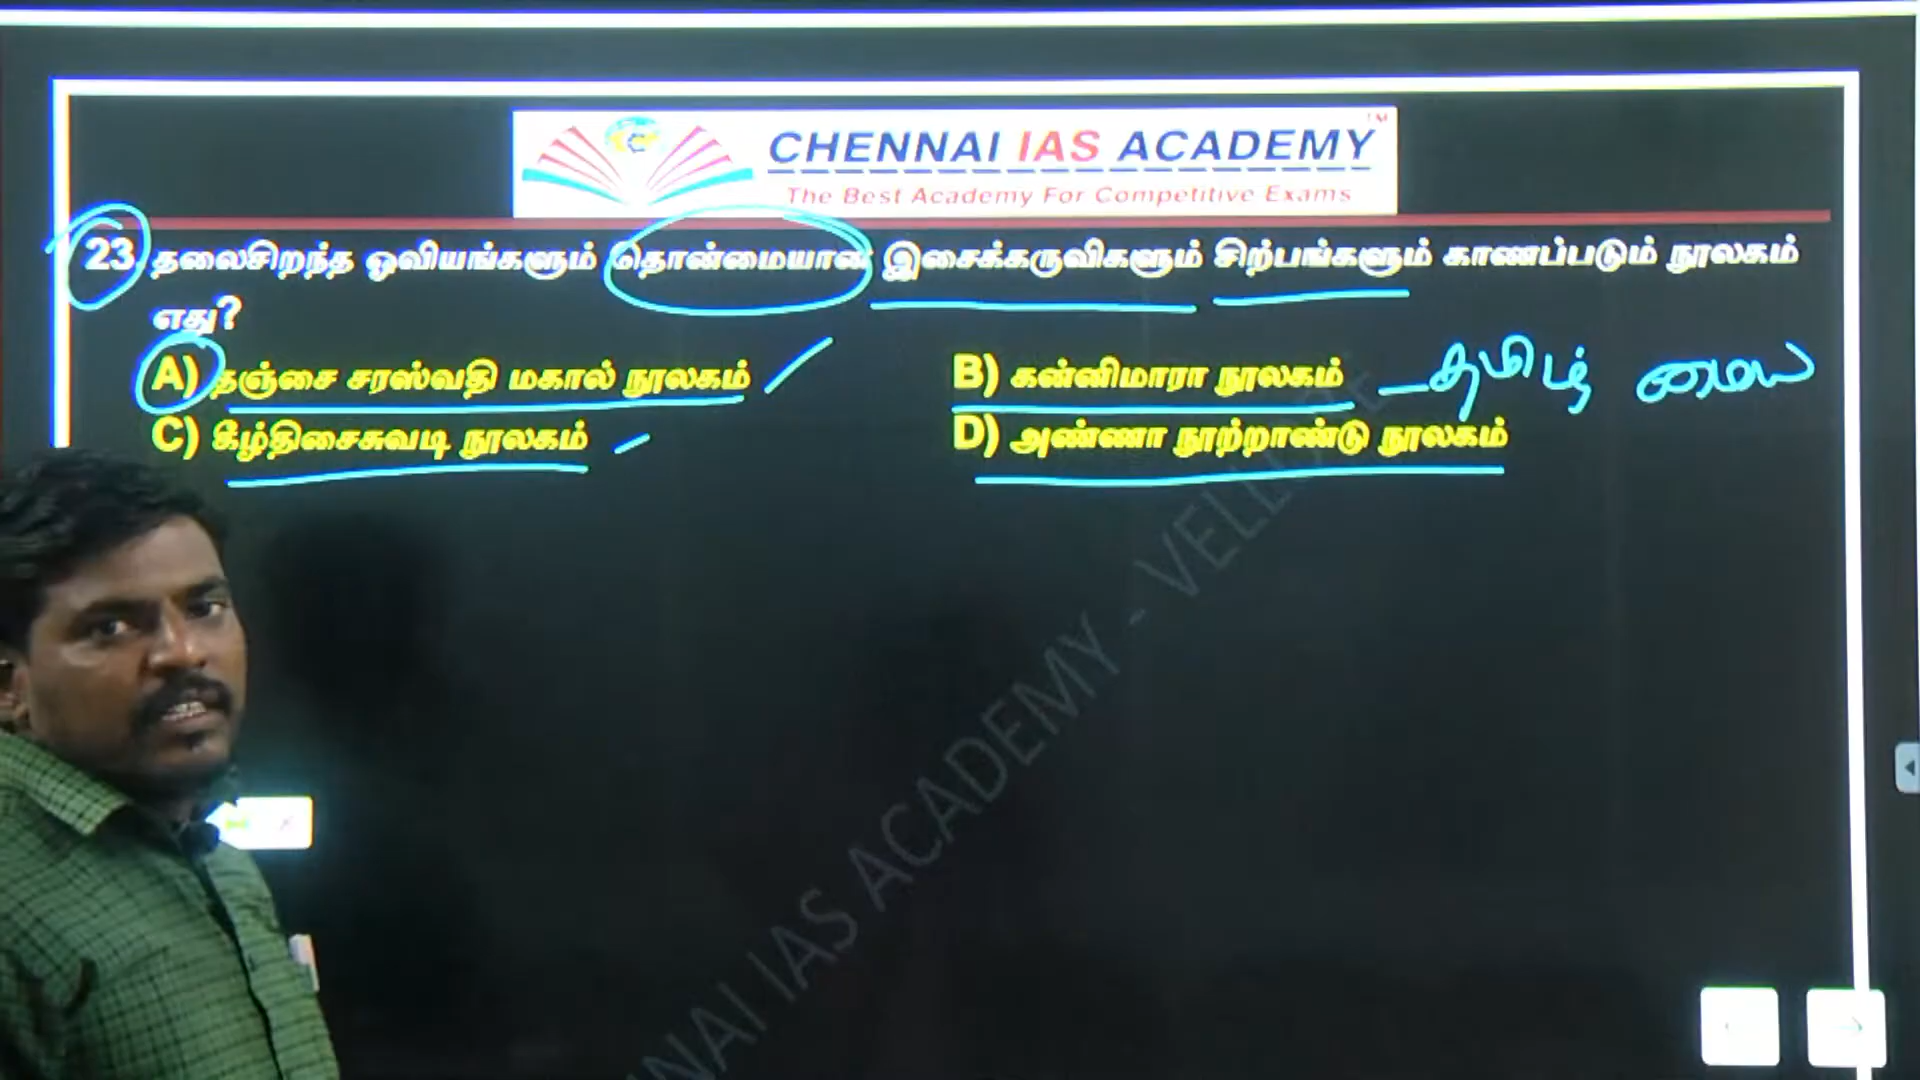 CHENNAI IAS ACADEMY TM
The Best Academy For Competitive Exams
23. தலைசிறந்த ஓவியங்களும் தொன்மையான இசைக்கருவிகளும் சிற்பங்களும் காணப்படும் நூலகம்
எது?
A) தஞ்சை சரஸ்வதி மகால் நூலகம்
B) கன்னிமாரா நூலகம் – தமிழ் மைய
C) கீழ்திசைசுவடி நூலகம்
D) அண்ணா நூற்றாண்டு நூலகம்
NNAI IAS ACADEMY - VELLORE